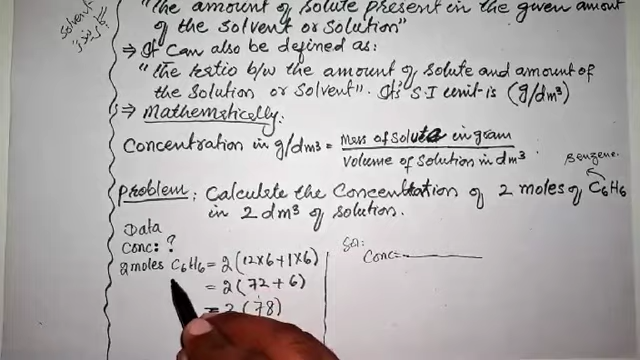 "The amount of solute present in the given amount
of the solvent or solution"
Solvent
⇒ It can also be defined as:
"The ratio b/w the amount of solute and amount of
the solution or solvent". It's S.I unit is (g/dm³)
⇒ Mathematically:
Concentration in g/dm³ = Mass of solute in gram
Volume of solution in dm³.
Benzene.
Problem: Calculate the Concentration of 2 moles of C₆H₆
in 2 dm³ of solution.
Data
Conc: ?
2moles C₆H₆ = 2(12×6+1×6)
= 2(72+6)
= 2(78)
Sol:
Conc =